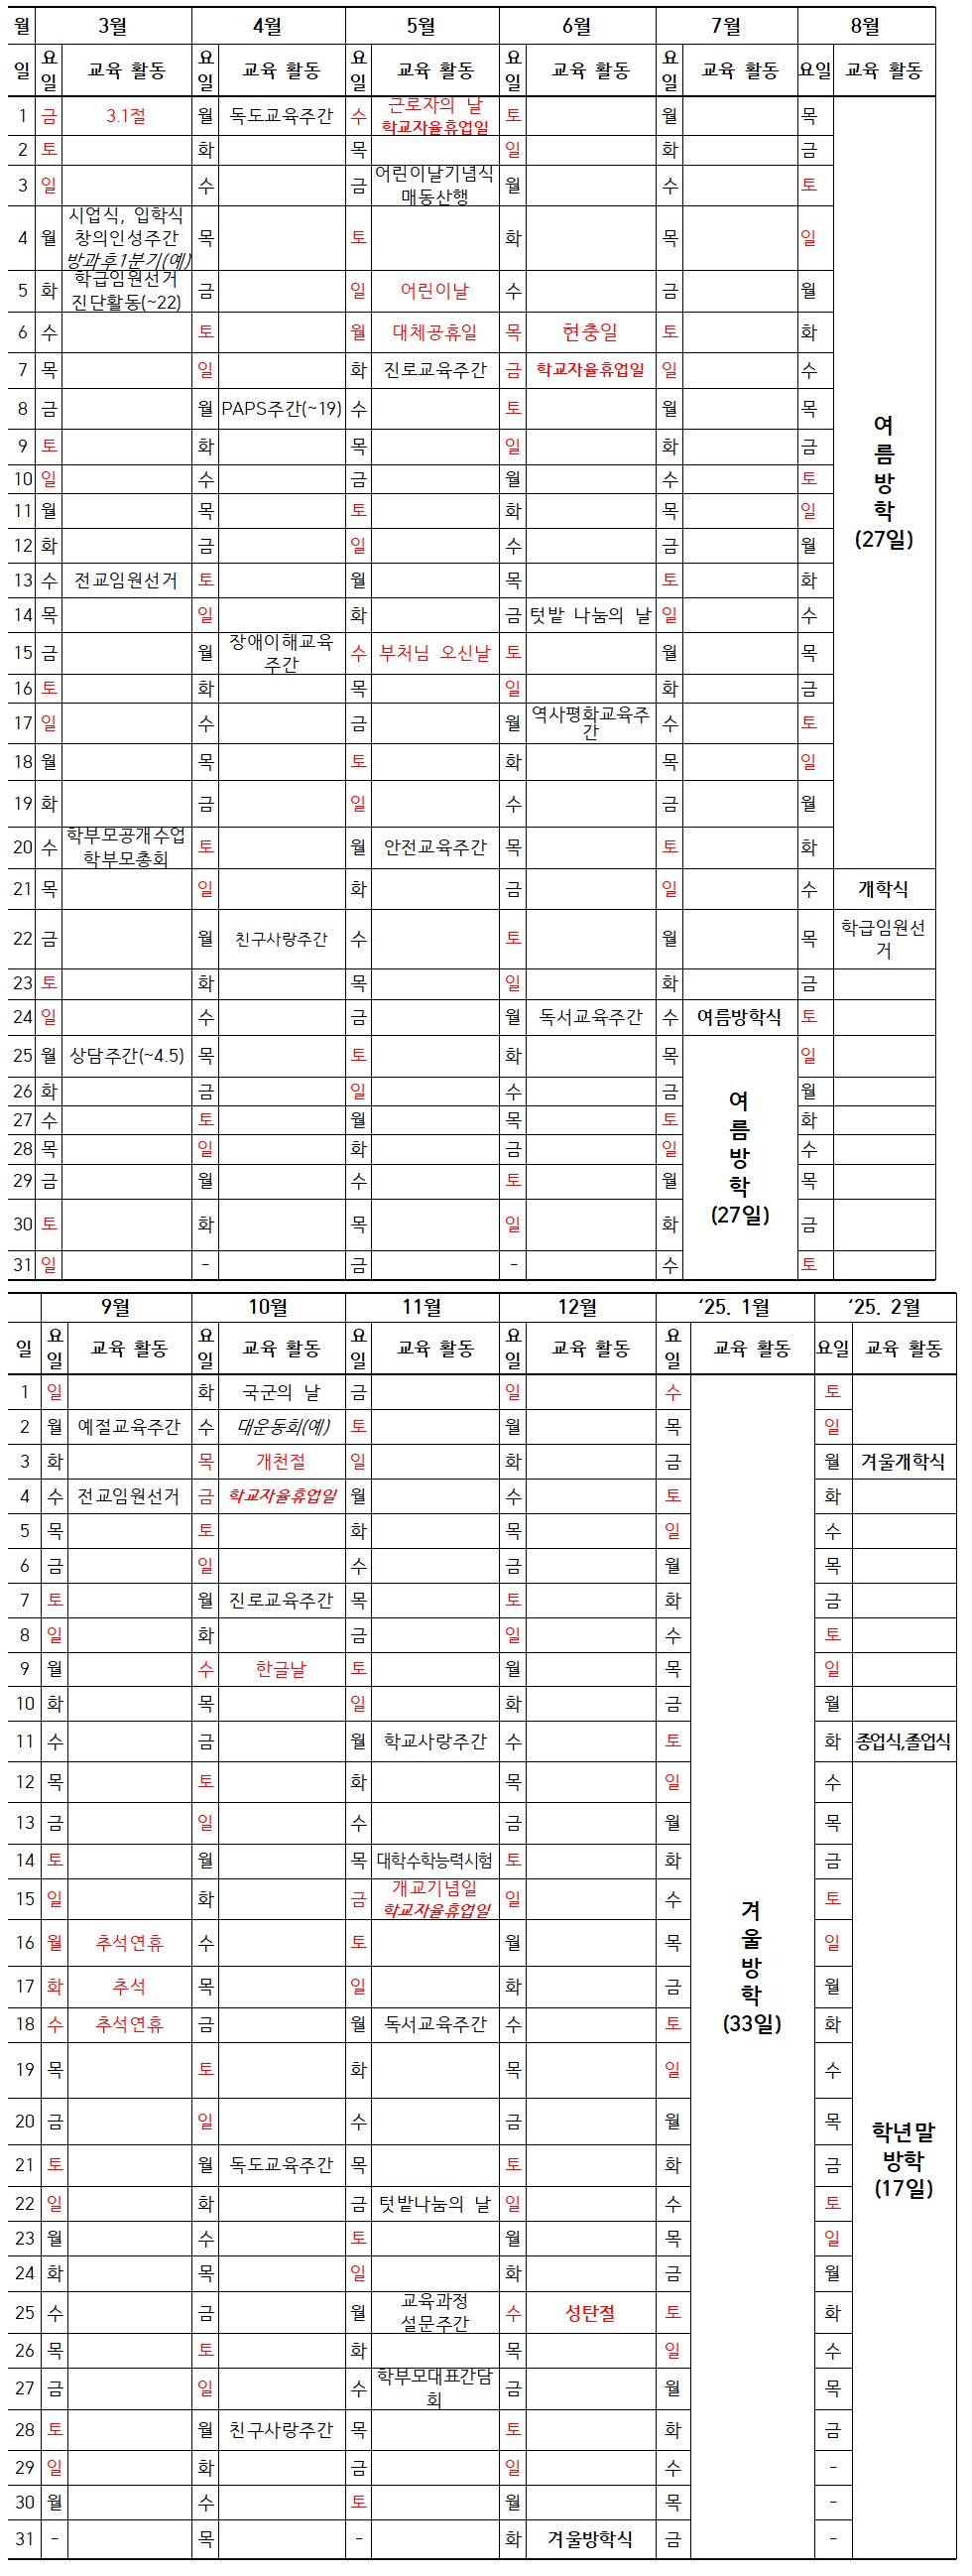 월 3월 4월 5월 6월 7월 8월
일 요일 교육 활동 요일 교육 활동 요일 교육 활동 요일 교육 활동 요일 교육 활동 요일 교육 활동
1 금 3.1절 월 독도교육주간 수 근로자의 날 학교자율휴업일 토 월 목 여름방학(27일)
2 토 화 목 일 화 금
3 일 수 금 어린이날기념식 매동산행 월 수 토
4 월 시업식, 입학식 창의인성주간 방과후1분기(예) 목 토 화 목 일
5 화 학급임원선거 진단활동(~22) 금 일 어린이날 수 금 월
6 수 토 월 대체공휴일 목 현충일 토 화
7 목 일 화 진로교육주간 금 학교자율휴업일 일 수
8 금 월 PAPS주간(~19) 수 토 월 목
9 토 화 목 일 화 금
10 일 수 금 월 수 토
11 월 목 토 화 목 일
12 화 금 일 수 금 월
13 수 전교임원선거 토 월 목 토 화
14 목 일 화 금 텃밭 나눔의 날 일 수
15 금 월 장애이해교육 주간 수 부처님 오신날 토 월 목
16 토 화 목 일 화 금
17 일 수 금 월 역사평화교육주간 수 토
18 월 목 토 화 목 일
19 화 금 일 수 금 월
20 수 학부모공개수업 학부모총회 토 월 안전교육주간 목 토 화
21 목 일 화 금 일 수 개학식
22 금 월 친구사랑주간 수 토 월 목 학급임원선거
23 토 화 목 일 화 금
24 일 수 금 월 독서교육주간 수 여름방학식 토
25 월 상담주간(~4.5) 목 토 화 목 여름방학(27일) 일
26 화 금 일 수 금 월
27 수 토 월 목 토 화
28 목 일 화 금 일 수
29 금 월 수 토 월 목
30 토 화 목 일 화 금
31 일 - 금 - 수 토
9월 10월 11월 12월 ‘25. 1월 ‘25. 2월
일 요일 교육 활동 요일 교육 활동 요일 교육 활동 요일 교육 활동 요일 교육 활동 요일 교육 활동
1 일 화 국군의 날 금 일 수 겨울방학(33일) 토
2 월 예절교육주간 수 대운동회(예) 토 월 목 일
3 화 목 개천절 일 화 금 월 겨울개학식
4 수 전교임원선거 금 학교자율휴업일 월 수 토 화
5 목 토 화 목 일 수
6 금 일 수 금 월 목
7 토 월 진로교육주간 목 토 화 금
8 일 화 금 일 수 토
9 월 수 한글날 토 월 목 일
10 화 목 일 화 금 월
11 수 금 월 학교사랑주간 수 토 화 종업식,졸업식
12 목 토 화 목 일 수 학년말 방학 (17일)
13 금 일 수 금 월 목
14 토 월 목 대학수학능력시험 토 화 금
15 일 화 금 개교기념일 학교자율휴업일 일 수 토
16 월 추석연휴 수 토 월 목 일
17 화 추석 목 일 화 금 월
18 수 추석연휴 금 월 독서교육주간 수 토 화
19 목 토 화 목 일 수
20 금 일 수 금 월 목
21 토 월 독도교육주간 목 토 화 금
22 일 화 금 텃밭나눔의 날 일 수 토
23 월 수 토 월 목 일
24 화 목 일 화 금 월
25 수 금 월 교육과정 설문주간 수 성탄절 토 화
26 목 토 화 목 일 수
27 금 일 수 학부모대표간담회 금 월 목
28 토 월 친구사랑주간 목 토 화 금
29 일 화 금 일 수 -
30 월 수 토 월 목 -
31 - 목 - 화 겨울방학식 금 -